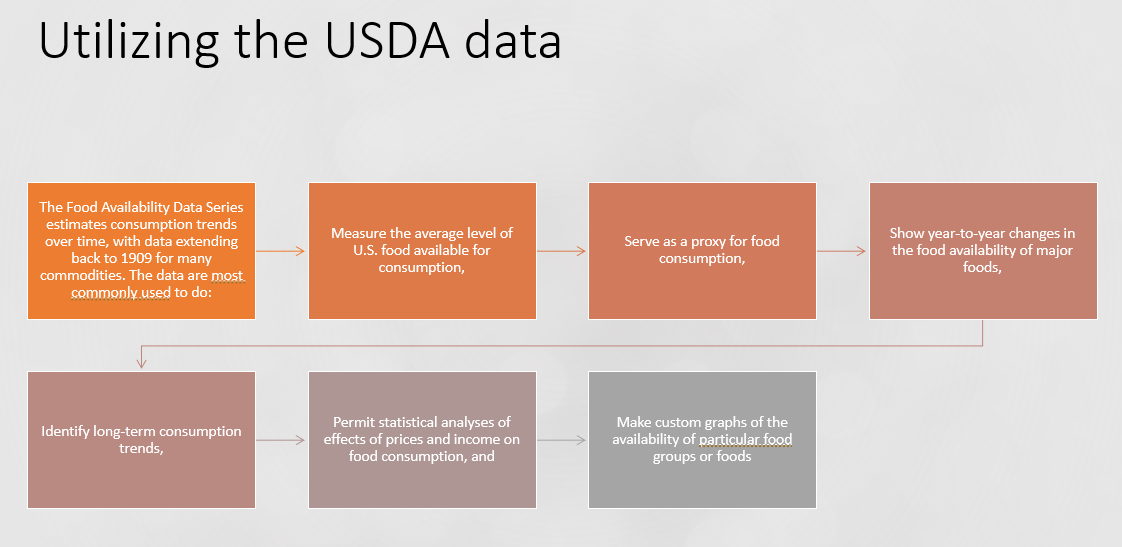 Utilizing the USDA data
The Food Availability Data Series
estimates consumption trends
over time, with data extending
back to 1909 for many
commodities. The data are most
commonly used to do:
Measure the average level of
U.S. food available for
consumption,
Serve as a proxy for food
consumption,
Show year-to-year changes in
the food availability of major
foods,
Identify long-term consumption
trends,
Permit statistical analyses of
effects of prices and income on
food consumption, and
Make custom graphs of the
availability of particular food
groups or foods